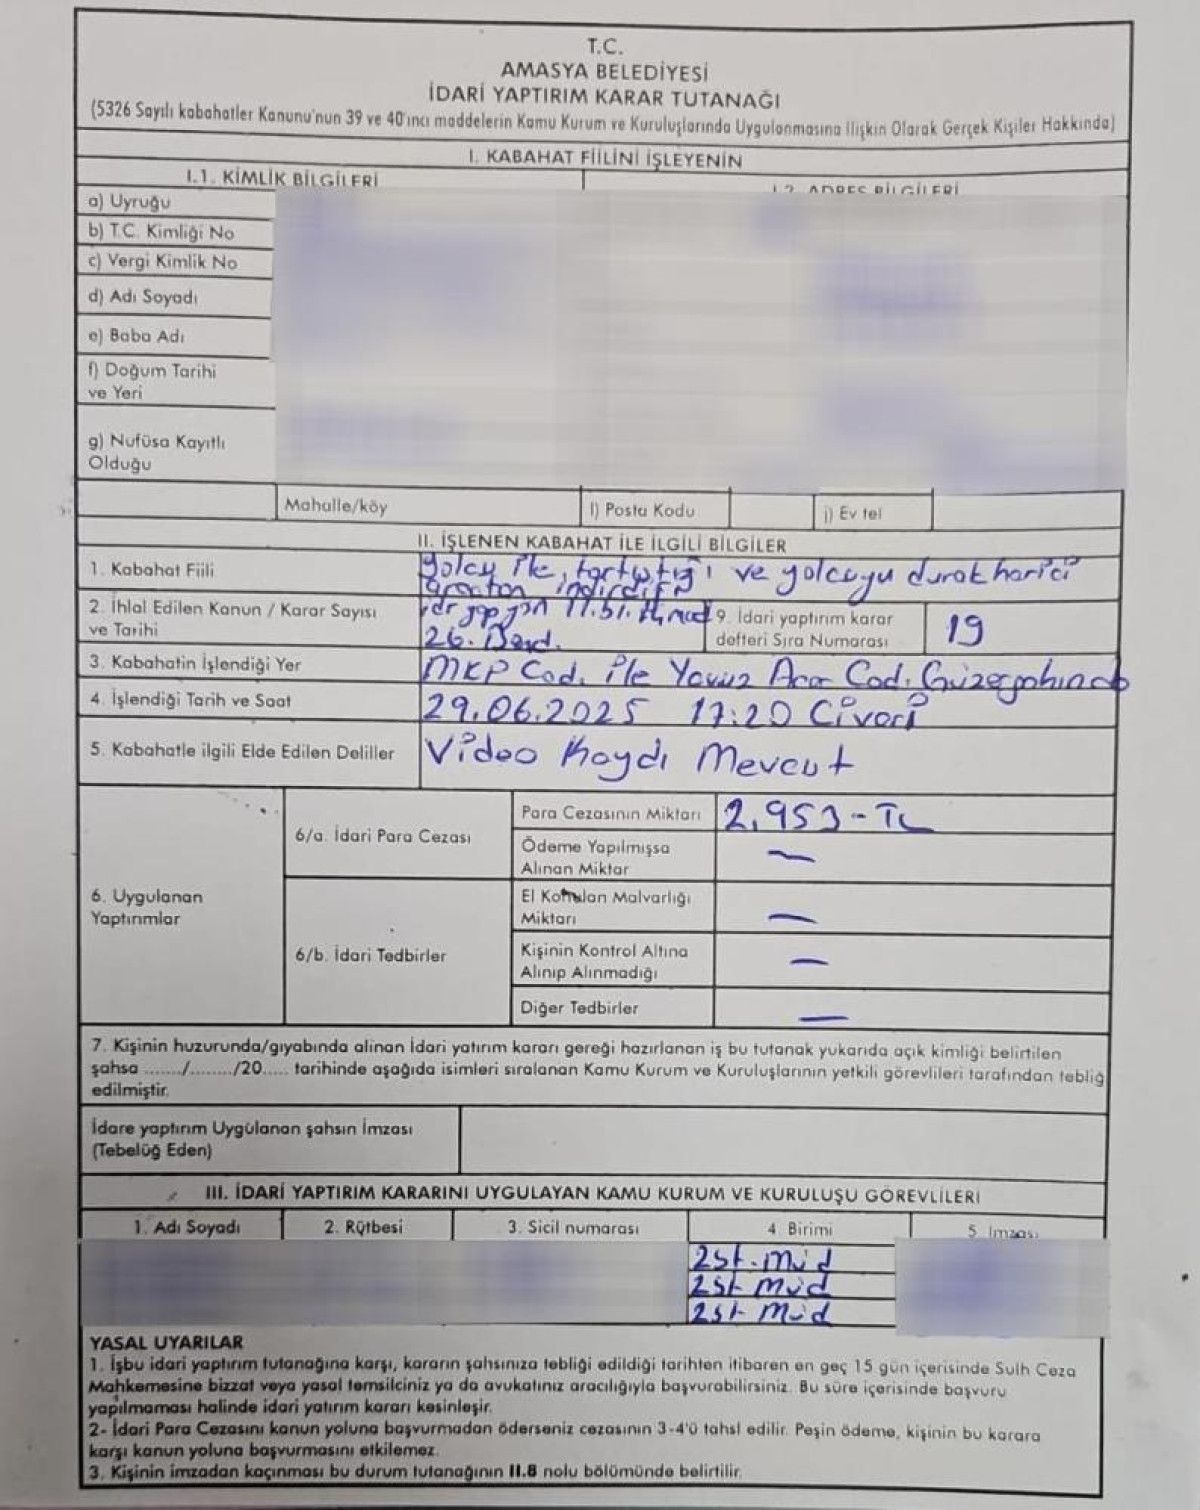 T.C.
AMASYA BELEDİYESİ
İDARİ YAPTIRIM KARAR TUTANAĞI
(5326 Sayılı kabahatler Kanunu'nun 39 ve 40'ıncı maddelerin Kamu Kurum ve Kuruluşlarında Uygulanmasına İlişkin Olarak Gerçek Kişiler Hakkında)
I. KABAHAT FİİLİNİ İŞLEYENİN
I.1. KİMLİK BİLGİLERİ
I.2. ADRES BİLGİLERİ
a) Uyruğu
b) T.C. Kimliği No
c) Vergi Kimlik No
d) Adı Soyadı
e) Baba Adı
f) Doğum Tarihi
ve Yeri
g) Nufüsa Kayıtlı
Olduğu
Mahalle/köy
I) Posta Kodu
j) Ev tel
II. İŞLENEN KABAHAT İLE İLGİLİ BİLGİLER
1. Kabahat Fiili
yolcu ile, tartıştığı ve yolcuyu durak harici
araçtan indirdiği
2. İhlal Edilen Kanun / Karar Sayısı
ve Tarihi
26. Bend.
9. İdari yaptırım karar
defteri Sıra Numarası
19
3. Kabahatin İşlendiği Yer
MKP Cad. ile Yavuz Acar Cad. Güzergahında
4. İşlendiği Tarih ve Saat
29.06.2025 17:20 Civarı
5. Kabahatle ilgili Elde Edilen Deliller
Video Kaydı Mevcut
6. Uygulanan
Yaptırımlar
6/a. İdari Para Cezası
Para Cezasının Miktarı
2.953-TL
Ödeme Yapılmışsa
Alınan Miktar
—
6/b. İdari Tedbirler
El Konulan Malvarlığı
Miktarı
—
Kişinin Kontrol Altına
Alınıp Alınmadığı
—
Diğer Tedbirler
—
7. Kişinin huzurunda/gıyabında alinan İdari yatırım kararı gereği hazırlanan iş bu tutanak yukarıda açık kimliği belirtilen
şahsa ......./......../20..... tarihinde aşağıda isimleri sıralanan Kamu Kurum ve Kuruluşlarının yetkili görevlileri tarafından tebliğ
edilmiştir.
İdare yaptırım Uygulanan şahsın İmzası
(Tebelüğ Eden)
III. İDARİ YAPTIRIM KARARINI UYGULAYAN KAMU KURUM VE KURULUŞU GÖREVLİLERİ
1. Adı Soyadı
2. Rütbesi
3. Sicil numarası
4. Birimi
5. İmzası
Zst. Müd
Zst Müd
Zst Müd
YASAL UYARILAR
1. İşbu idari yaptırım tutanağına karşı, kararın şahsınıza tebliği edildiği tarihten itibaren en geç 15 gün içerisinde Sulh Ceza
Mahkemesine bizzat veya yasal temsilciniz ya da avukatınız aracılığıyla başvurabilirsiniz. Bu süre içerisinde başvuru
yapılmaması halinde idari yatırım kararı kesinleşir.
2- İdari Para Cezasını kanun yoluna başvurmadan öderseniz cezasının 3-4'ü tahsl edilir. Peşin ödeme, kişinin bu karara
karşı kanun yoluna başvurmasını etkilemez.
3. Kişinin imzadan kaçınması bu durum tutanağının II.8 nolu bölümünde belirtilir.